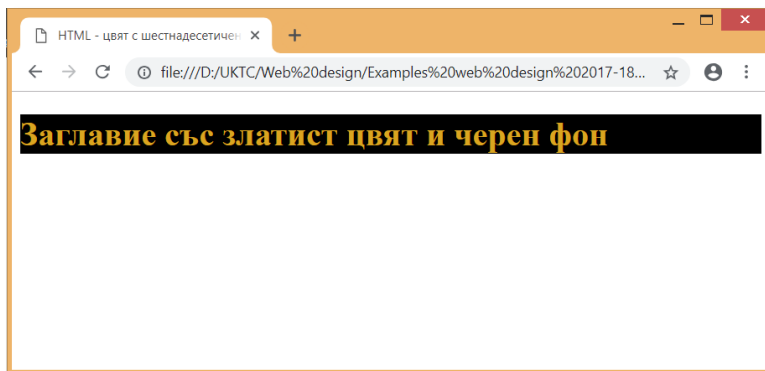 HTML - цвят с шестнадесетичен
file:///D:/UKTC/Web%20design/Examples%20web%20design%202017-18...
Заглавие със златист цвят и черен фон